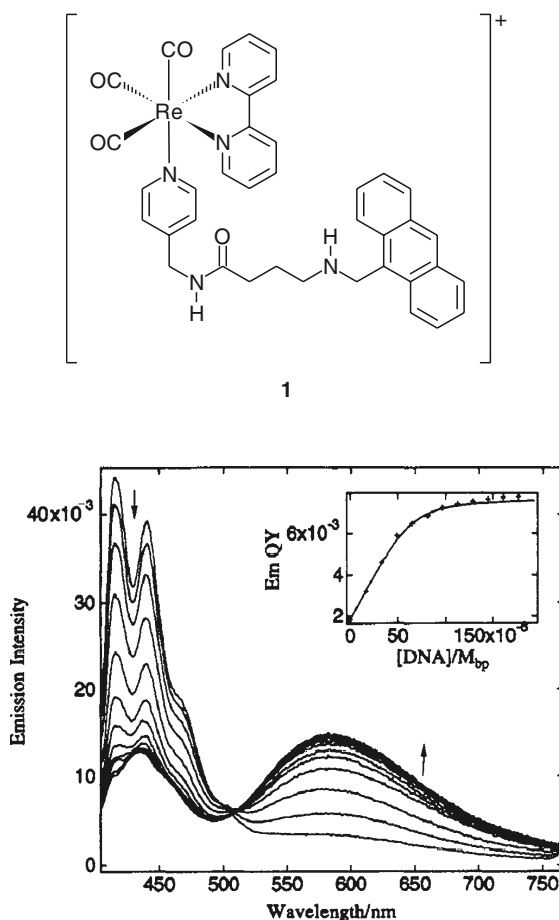 +
CO
OC
N
Re
OC
N
N
H
O
N
N
H
1
Emission Intensity
40x10⁻³
30
20
10
0
450
500
550
600
650
700
750
Wavelength/nm
Em QY
6x10⁻³
4
2
0
50
150x10⁻⁶
[DNA]/M_bp